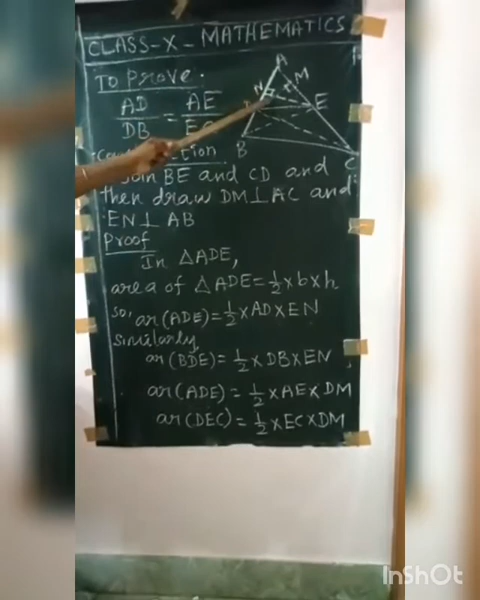 CLASS-X-MATHEMATICS
To Prove.
AD/DB = AE/
A
N
M
E
B
C
Join BE and CD and
then draw DM⊥AC and
EN⊥AB
Proof
In △ADE,
area of △ADE=½×b×h
so, ar(ADE)=½×AD×EN
similarly
ar(BDE)=½×DB×EN
ar(ADE)=½×AE×DM
ar(DEC)=½×EC×DM
InShOt